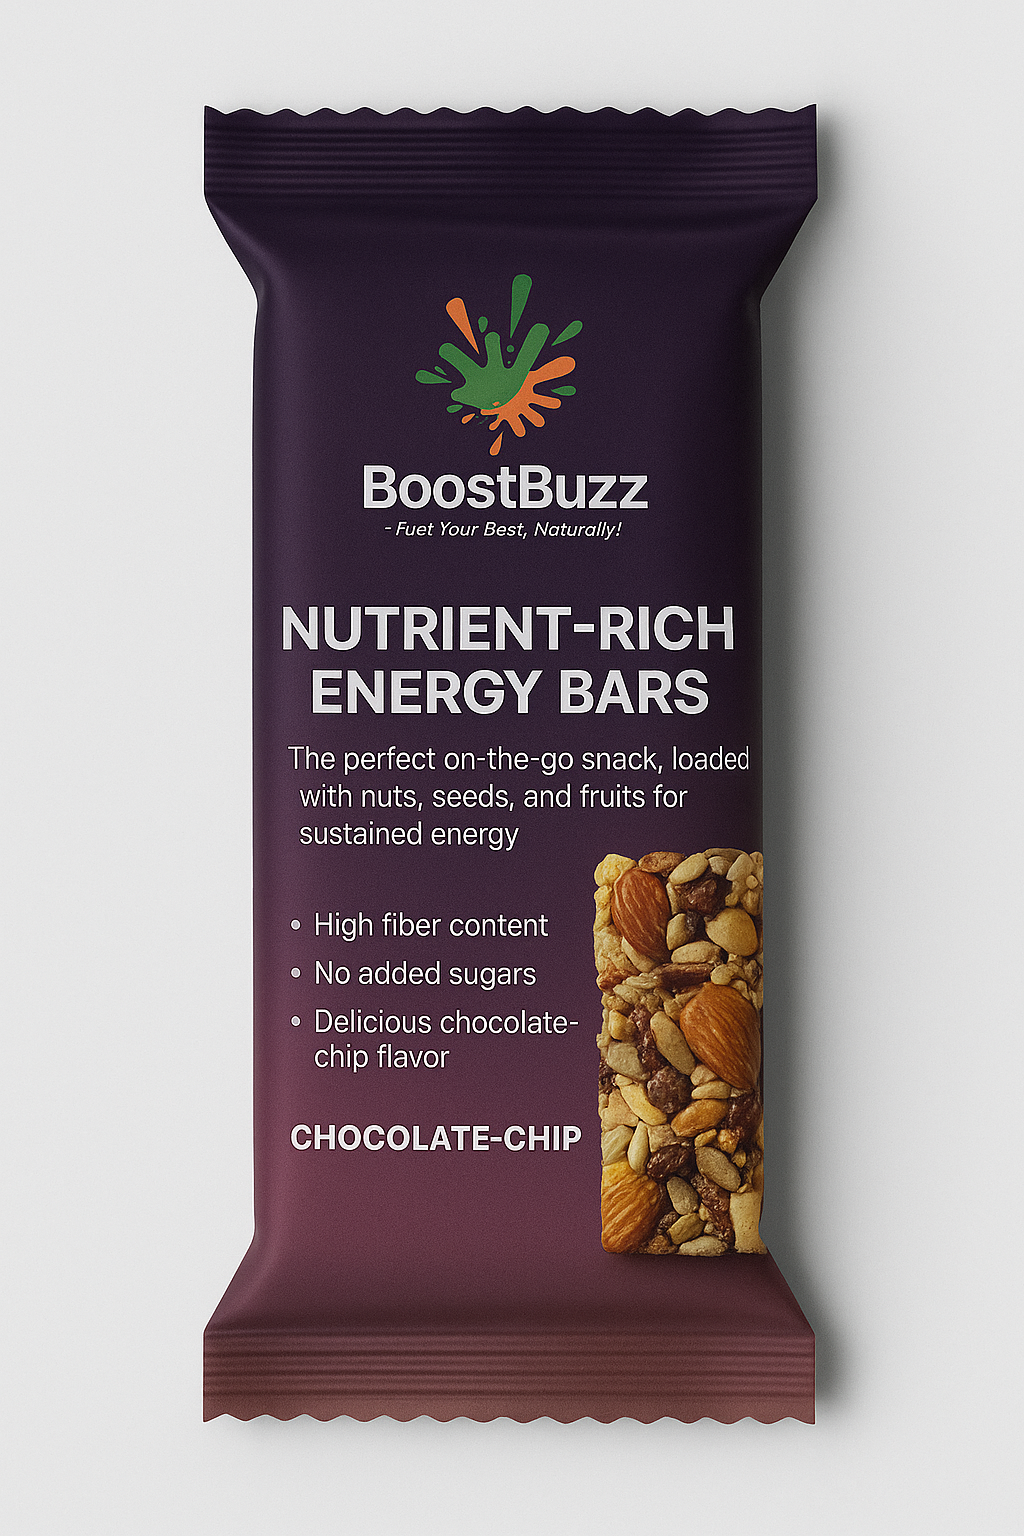 BoostBuzz
- Fuet Your Best, Naturally!
NUTRIENT-RICH
ENERGY BARS
The perfect on-the-go snack, loaded
with nuts, seeds, and fruits for
sustained energy
• High fiber content
• No added sugars
• Delicious chocolate-
chip flavor
CHOCOLATE-CHIP